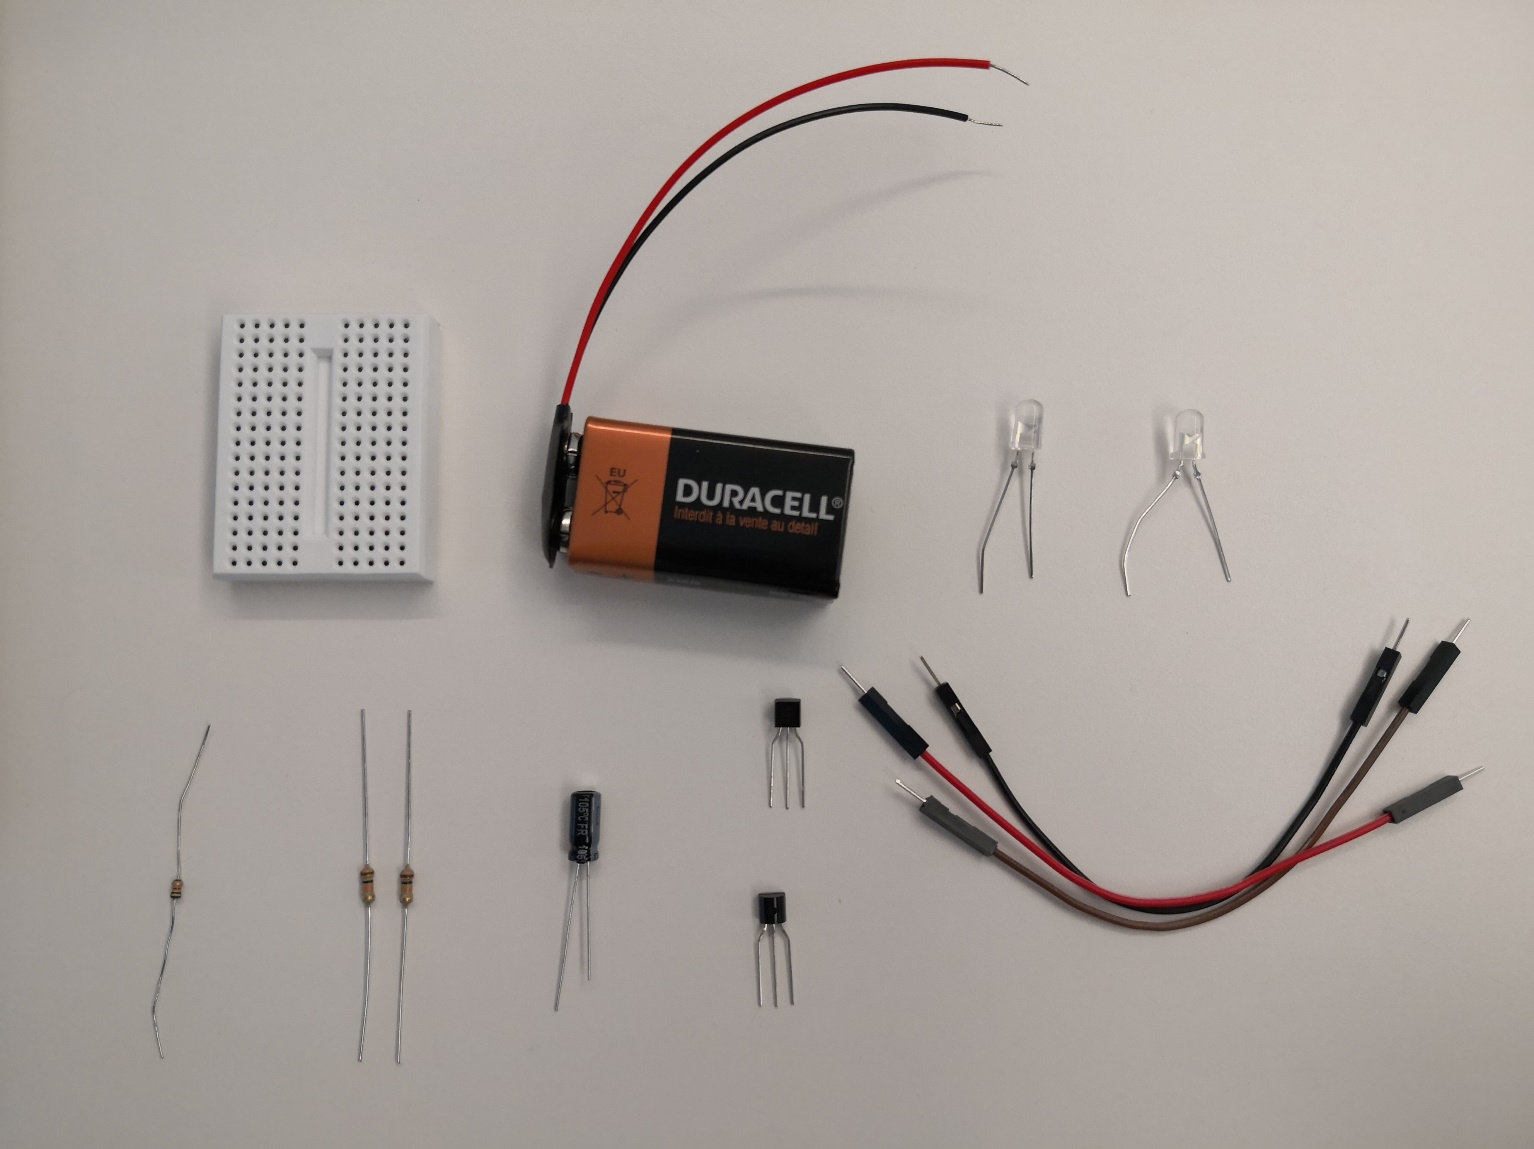 EU
DURACELL®
Interdit à la vente au détail
105°C FR